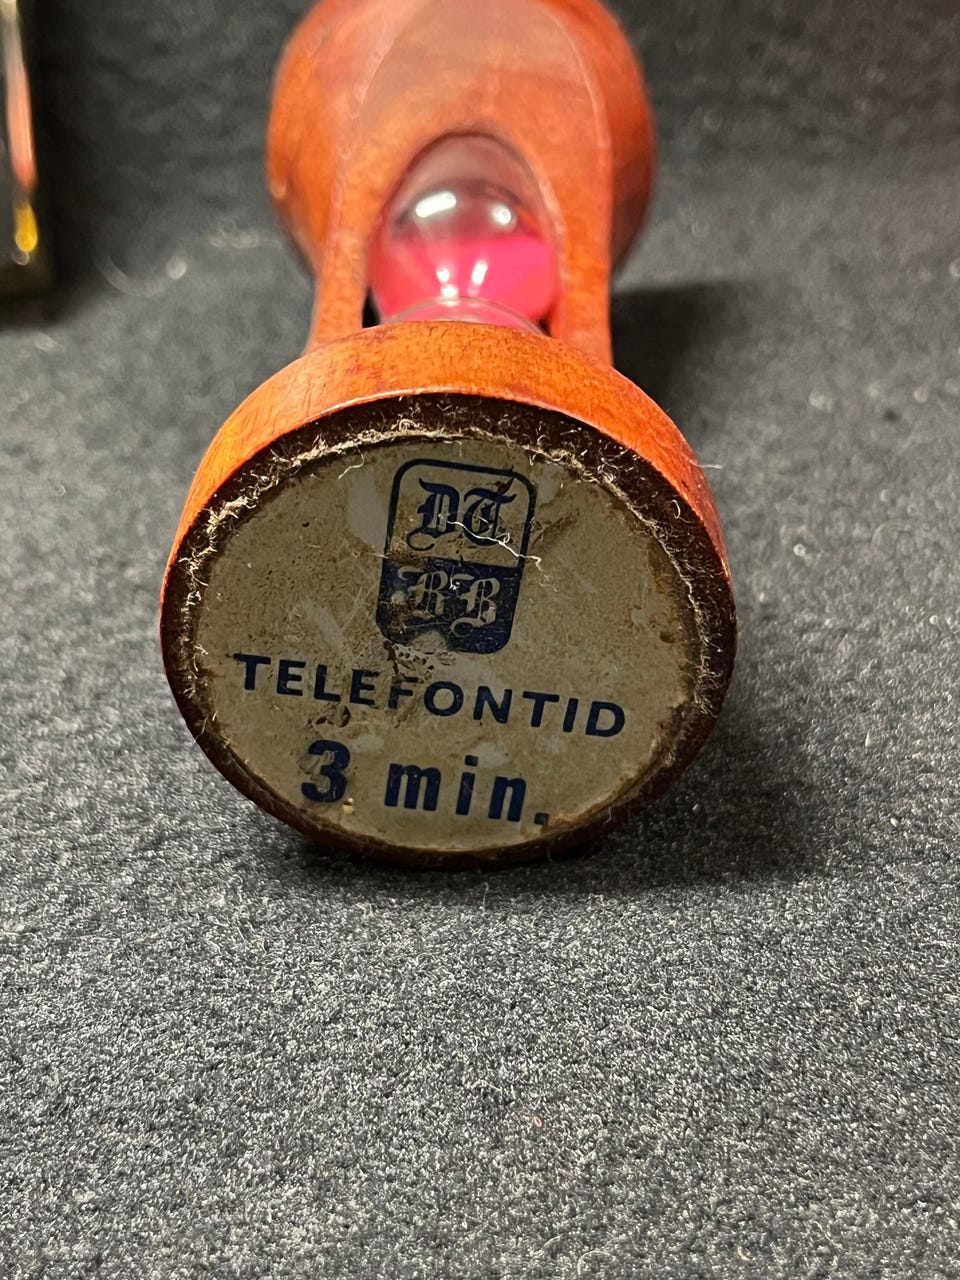 DT
RB
TELEFONTID
3 min.